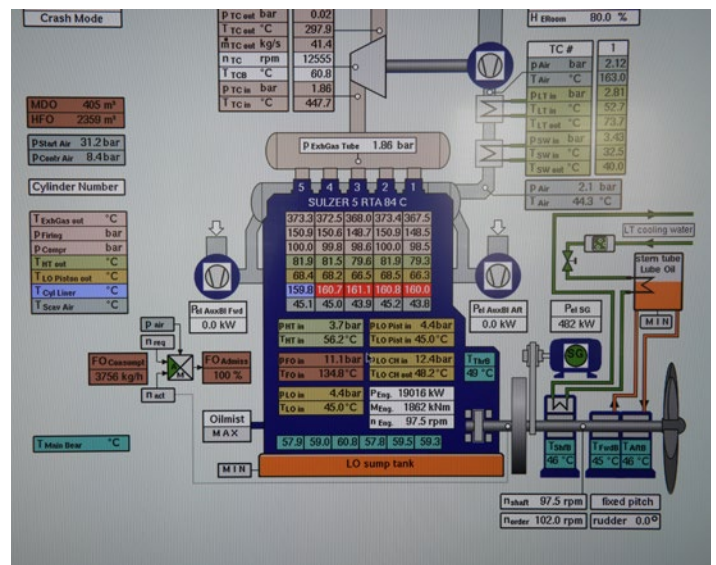 Crash Mode
p TC out bar 0.02
T TC out °C 297.9
ṁ TC out kg/s 41.4
n TC rpm 12555
T TCB °C 60.8
p TC in bar 1.86
T TC in °C 447.7
H ERoom 80.0 %
TC # 1
p Air bar 2.12
T Air °C 163.0
p LT in bar 2.81
T LT in °C 52.7
T LT out °C 73.7
p SW in bar 3.43
T SW in °C 32.5
T SW out °C 40.0
p Air 2.1 bar
T Air 44.3 °C
MDO 405 m³
HFO 2359 m³
p Start Air 31.2 bar
p Contr Air 8.4 bar
Cylinder Number
p ExhGas Tube 1.86 bar
5 4 3 2 1
SULZER 5 RTA 84 C
T ExhGas out °C 373.3 372.5 368.0 373.4 367.5
p Firing bar 150.9 150.6 148.7 150.9 148.5
p Compr bar 100.0 99.8 98.6 100.0 98.5
T HT out °C 81.9 81.5 79.6 81.9 79.3
T LO Piston out °C 68.4 68.2 66.5 68.5 66.3
T Cyl Liner °C 159.8 160.7 161.1 160.8 160.0
T Scav Air °C 45.1 45.0 43.9 45.2 43.8
LT cooling water
stern tube
Lube Oil
MIN
P el AuxBl Fwd
0.0 kW
P el AuxBl Aft
0.0 kW
P el SG
482 kW
SG
p air
n req
FO Consumpt
3756 kg/h
A
M
FO Admiss
100 %
n act
p HT in 3.7 bar
T HT in 56.2°C
p LO Pist in 4.4 bar
T LO Pist in 45.0°C
p FO in 11.1 bar
T FO in 134.8°C
p LO CH in 12.4 bar
T LO CH out 48.2°C
T ThrB
49 °C
p LO in 4.4 bar
T LO in 45.0°C
P Eng. 19016 kW
M Eng. 1862 kNm
n Eng. 97.5 rpm
Oilmist
MAX
T Main Bear °C
57.9 59.0 60.8 57.8 59.5 59.3
MIN
LO sump tank
T ShfB
46 °C
T FwdB
45 °C
T AftB
46 °C
n shaft 97.5 rpm
fixed pitch
n order 102.0 rpm
rudder 0.0°